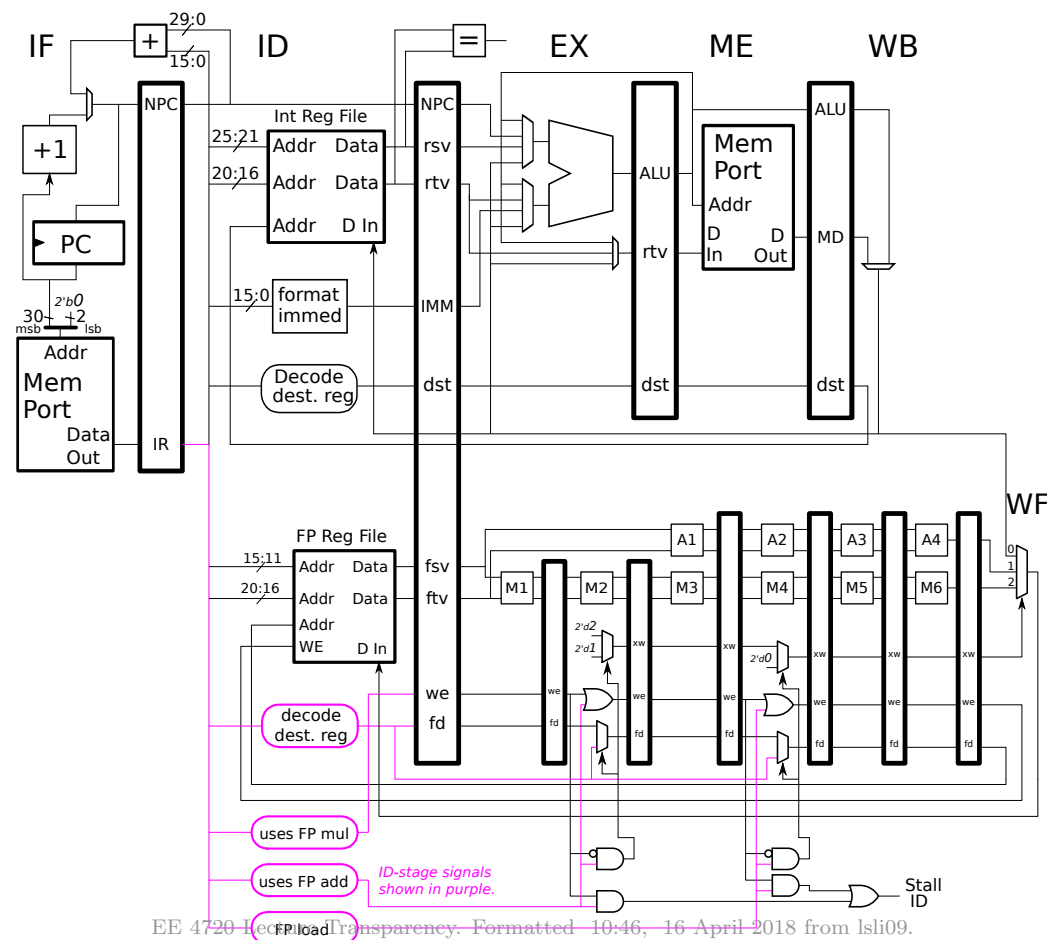 29:0
IF
+
ID
=
EX
ME
WB
15:0
NPC
NPC
ALU
Int Reg File
+1
25:21
Addr
Data
rsv
Mem
Port
20:16
Addr
Data
rtv
ALU
Addr
Addr
D In
PC
D
In
D
Out
rtv
MD
15:0
format
immed
IMM
2'b0
30
2
msb
lsb
Addr
Mem
Port
Data
Out
Decode
dest. reg
dst
dst
dst
IR
WF
FP Reg File
A1
A2
A3
A4
0
1
2
15:11
Addr
Data
fsv
20:16
Addr
Data
ftv
M1
M2
M3
M4
M5
M6
Addr
WE
D In
2'd2
2'd1
2'd0
xw
xw
xw
xw
xw
we
we
we
we
we
we
we
decode
dest. reg
fd
fd
fd
fd
fd
fd
fd
uses FP mul
uses FP add
ID-stage signals
shown in purple.
Stall
ID
FP load
EE 4720 Lecture Transparency. Formatted 10:46, 16 April 2018 from lsli09.